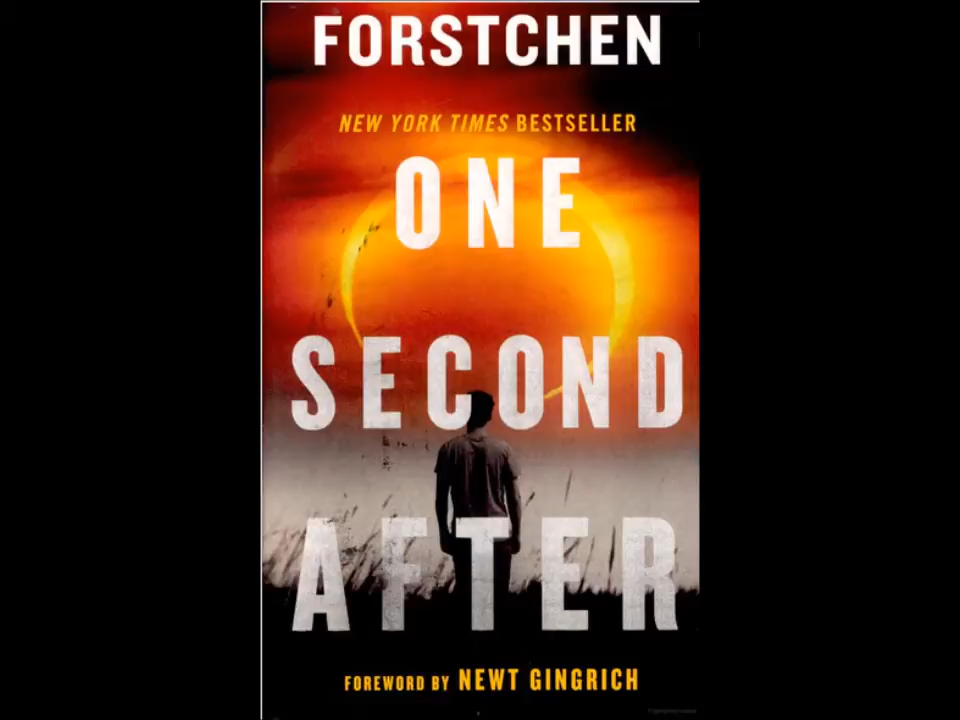 FORSTCHEN
NEW YORK TIMES BESTSELLER
ONE
SECOND
AFTER
FOREWORD BY NEWT GINGRICH